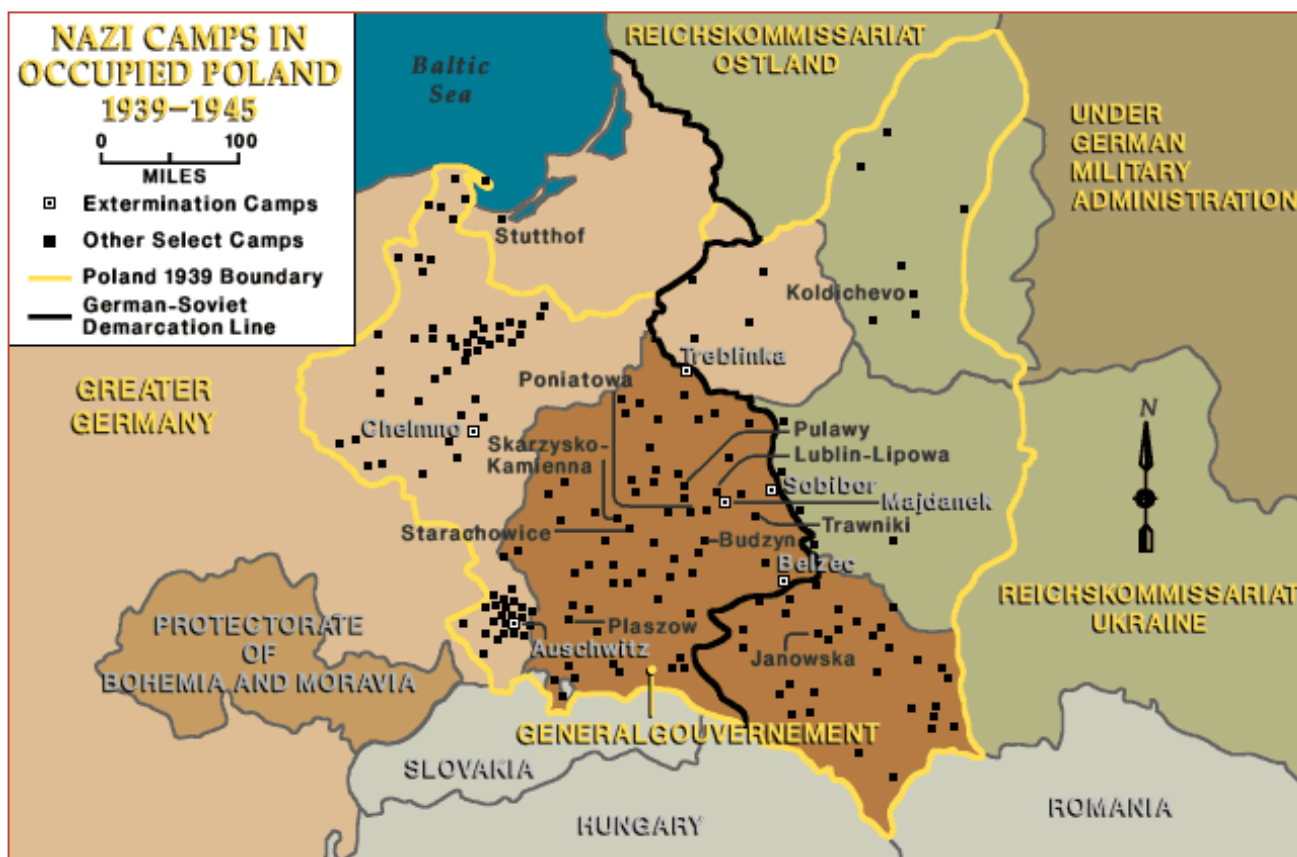 NAZI CAMPS IN
OCCUPIED POLAND
1939–1945
0 100
MILES
Extermination Camps
Other Select Camps
Poland 1939 Boundary
German-Soviet
Demarcation Line
Baltic
Sea
REICHSKOMMISSARIAT
OSTLAND
UNDER
GERMAN
MILITARY
ADMINISTRATION
Stutthof
Koldichevo
GREATER
GERMANY
Treblinka
Poniatowa
Chelmno
Skarzysko-
Kamienna
Pulawy
Lublin-Lipowa
N
Sobibor
Majdanek
Starachowice
Trawniki
Budzyn
Belzec
PROTECTORATE
OF
BOHEMIA AND MORAVIA
Plaszow
Auschwitz
Janowska
REICHSKOMMISSARIAT
UKRAINE
GENERALGOUVERNEMENT
SLOVAKIA
HUNGARY
ROMANIA